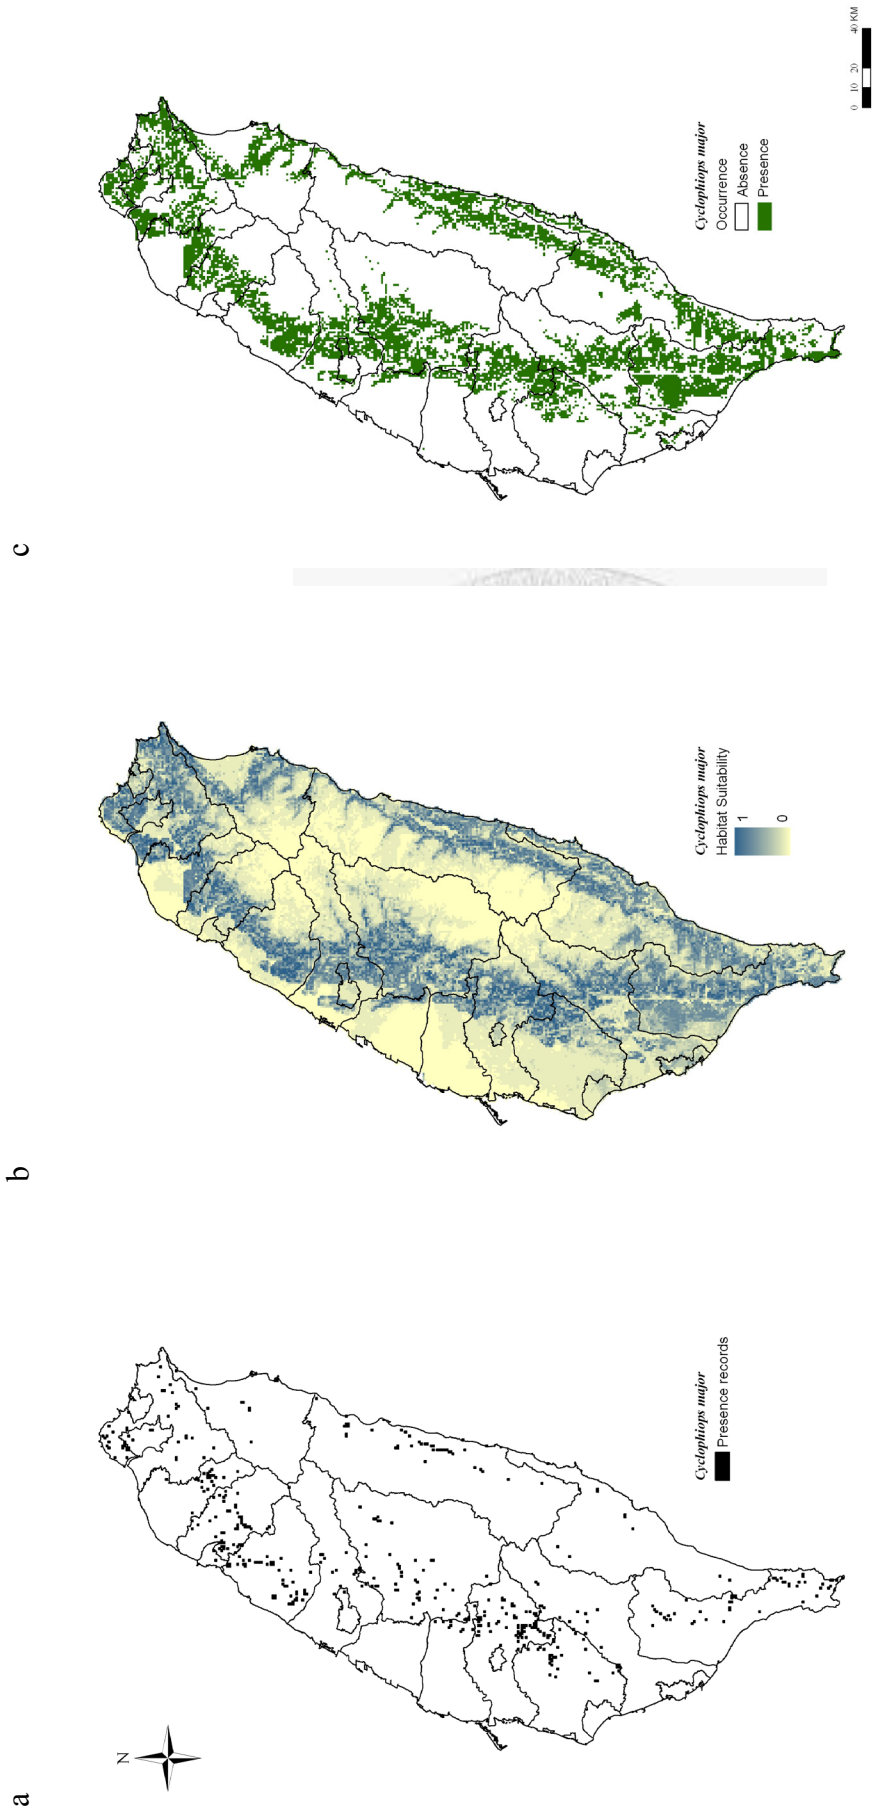 a
N
Cyclophiops major
Presence records
b
Cyclophiops major
Habitat Suitability
1
0
c
Cyclophiops major
Occurrence
Absence
Presence
0 10 20 40 KM